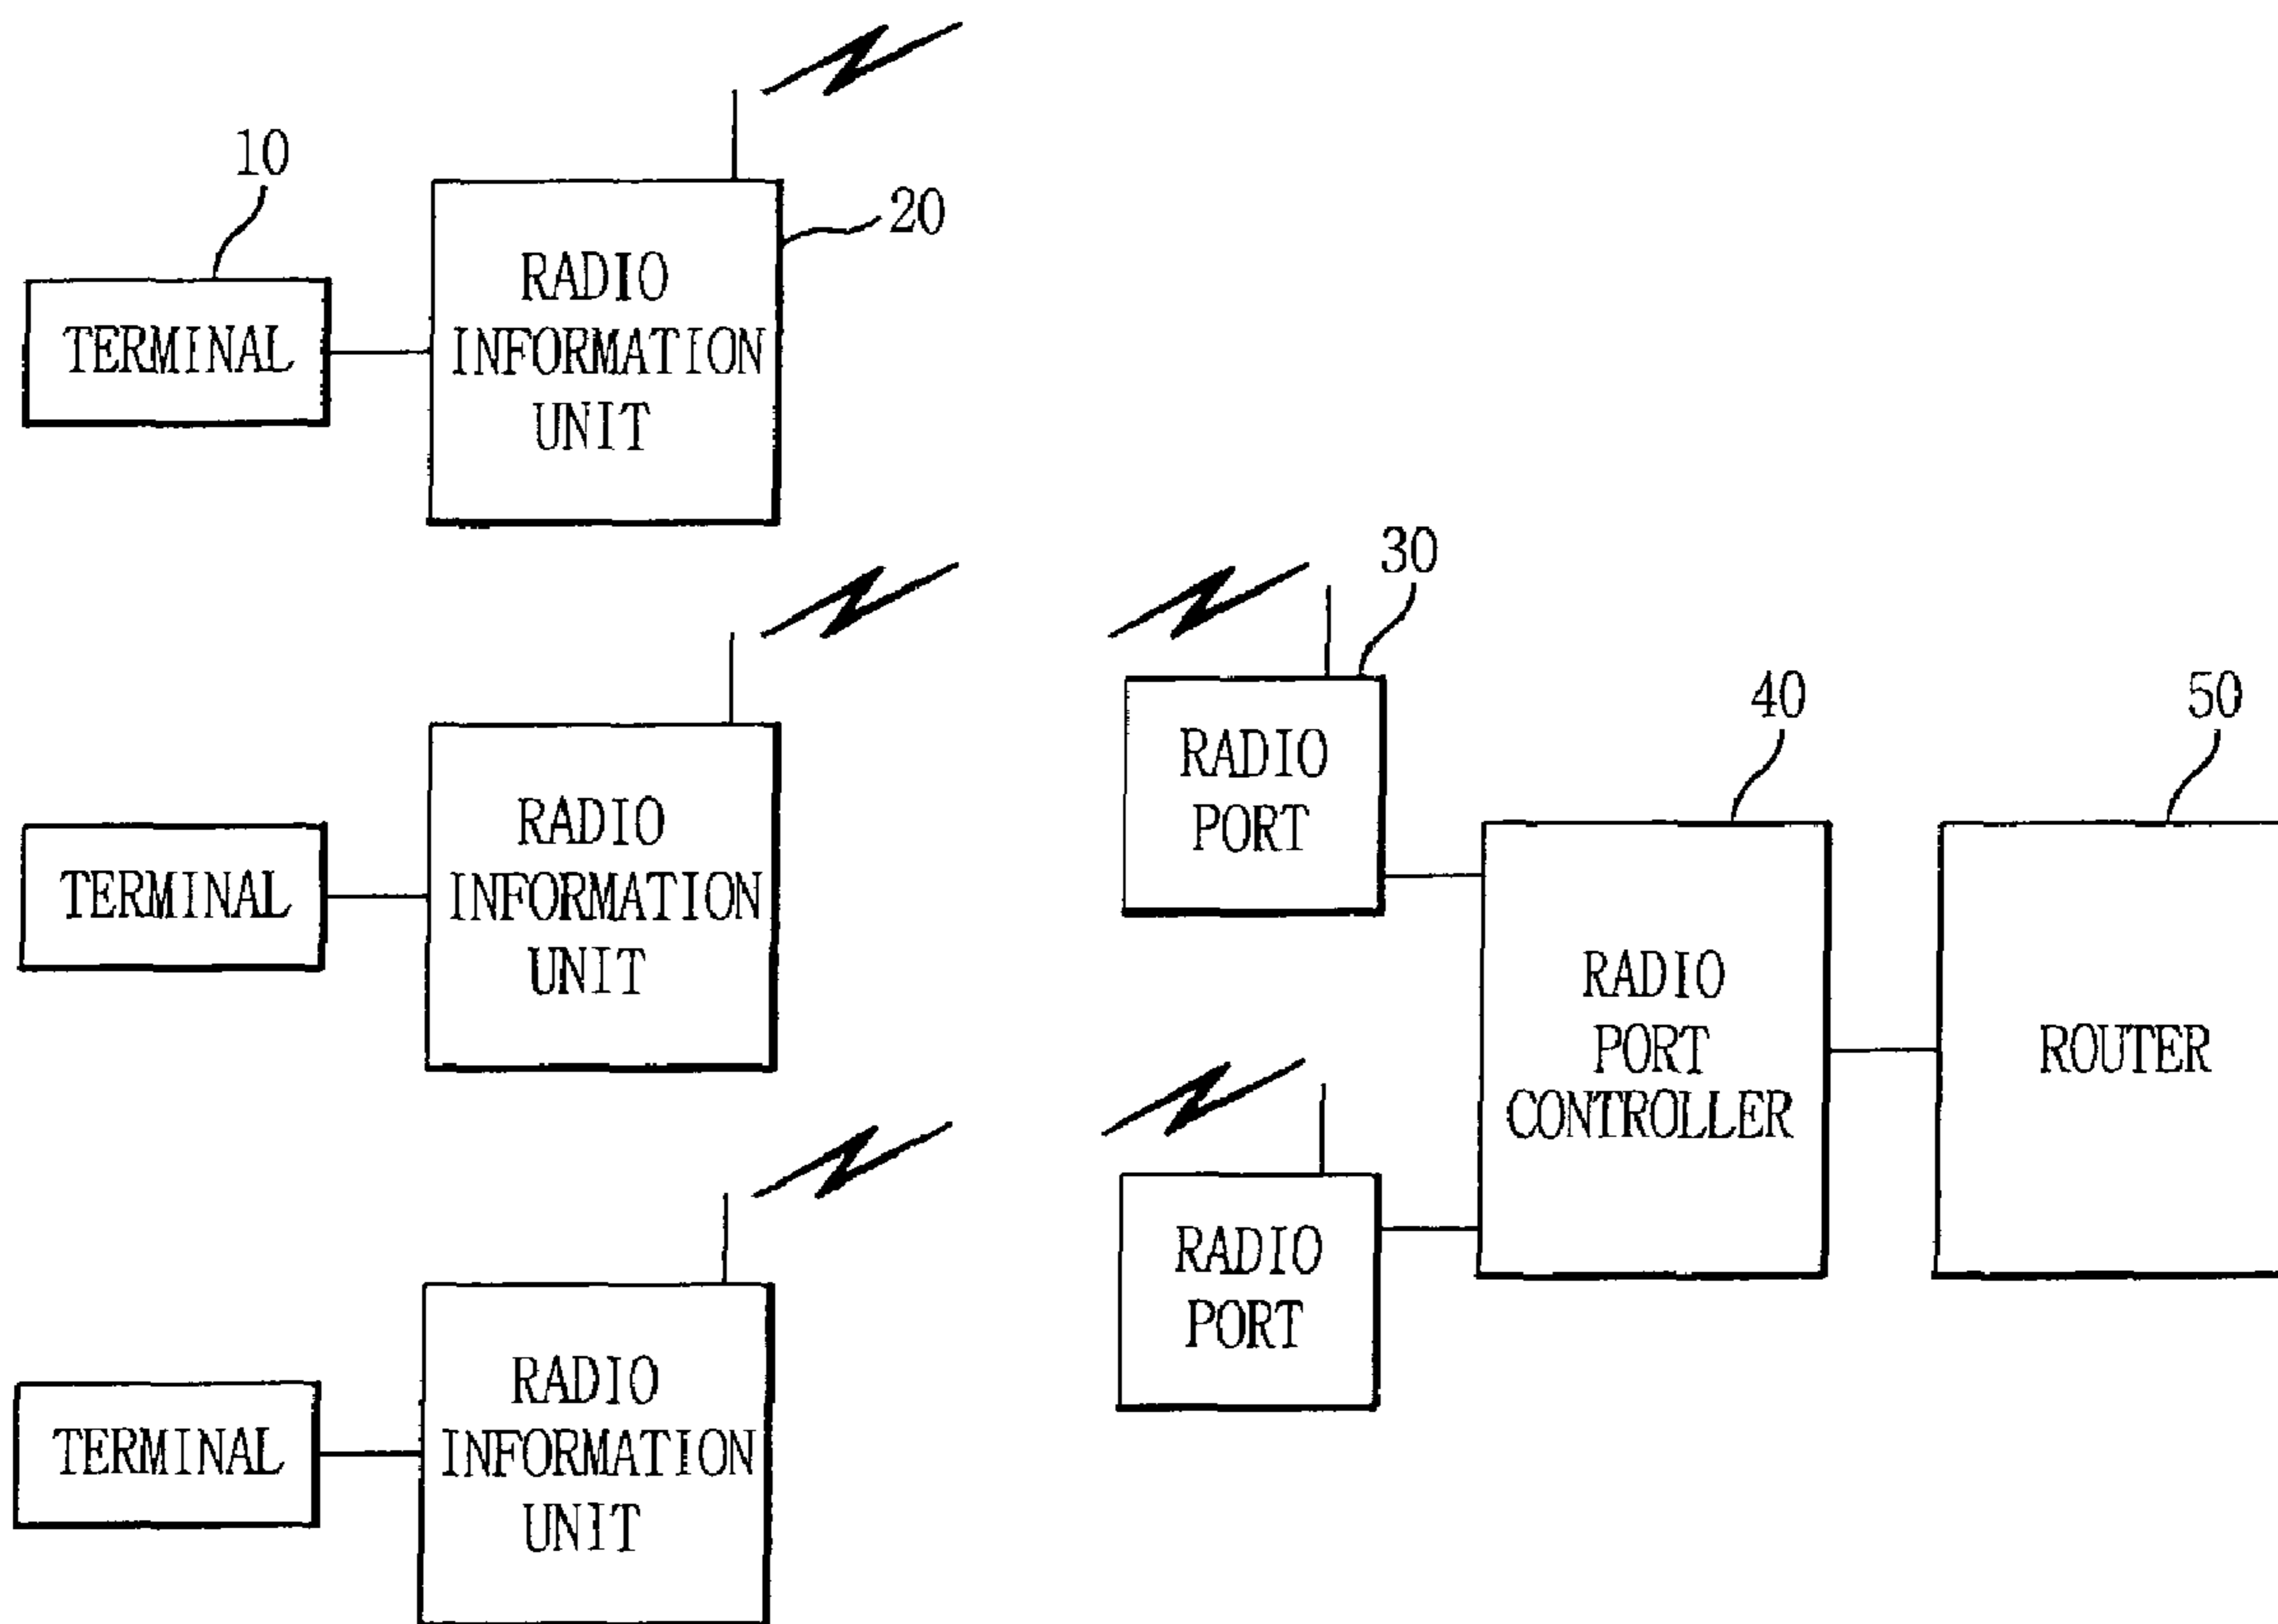 10
20
TERMINAL
RADIO
INFORMATION
UNIT
TERMINAL
RADIO
INFORMATION
UNIT
TERMINAL
RADIO
INFORMATION
UNIT
30
RADIO
PORT
RADIO
PORT
40
RADIO
PORT
CONTROLLER
50
ROUTER